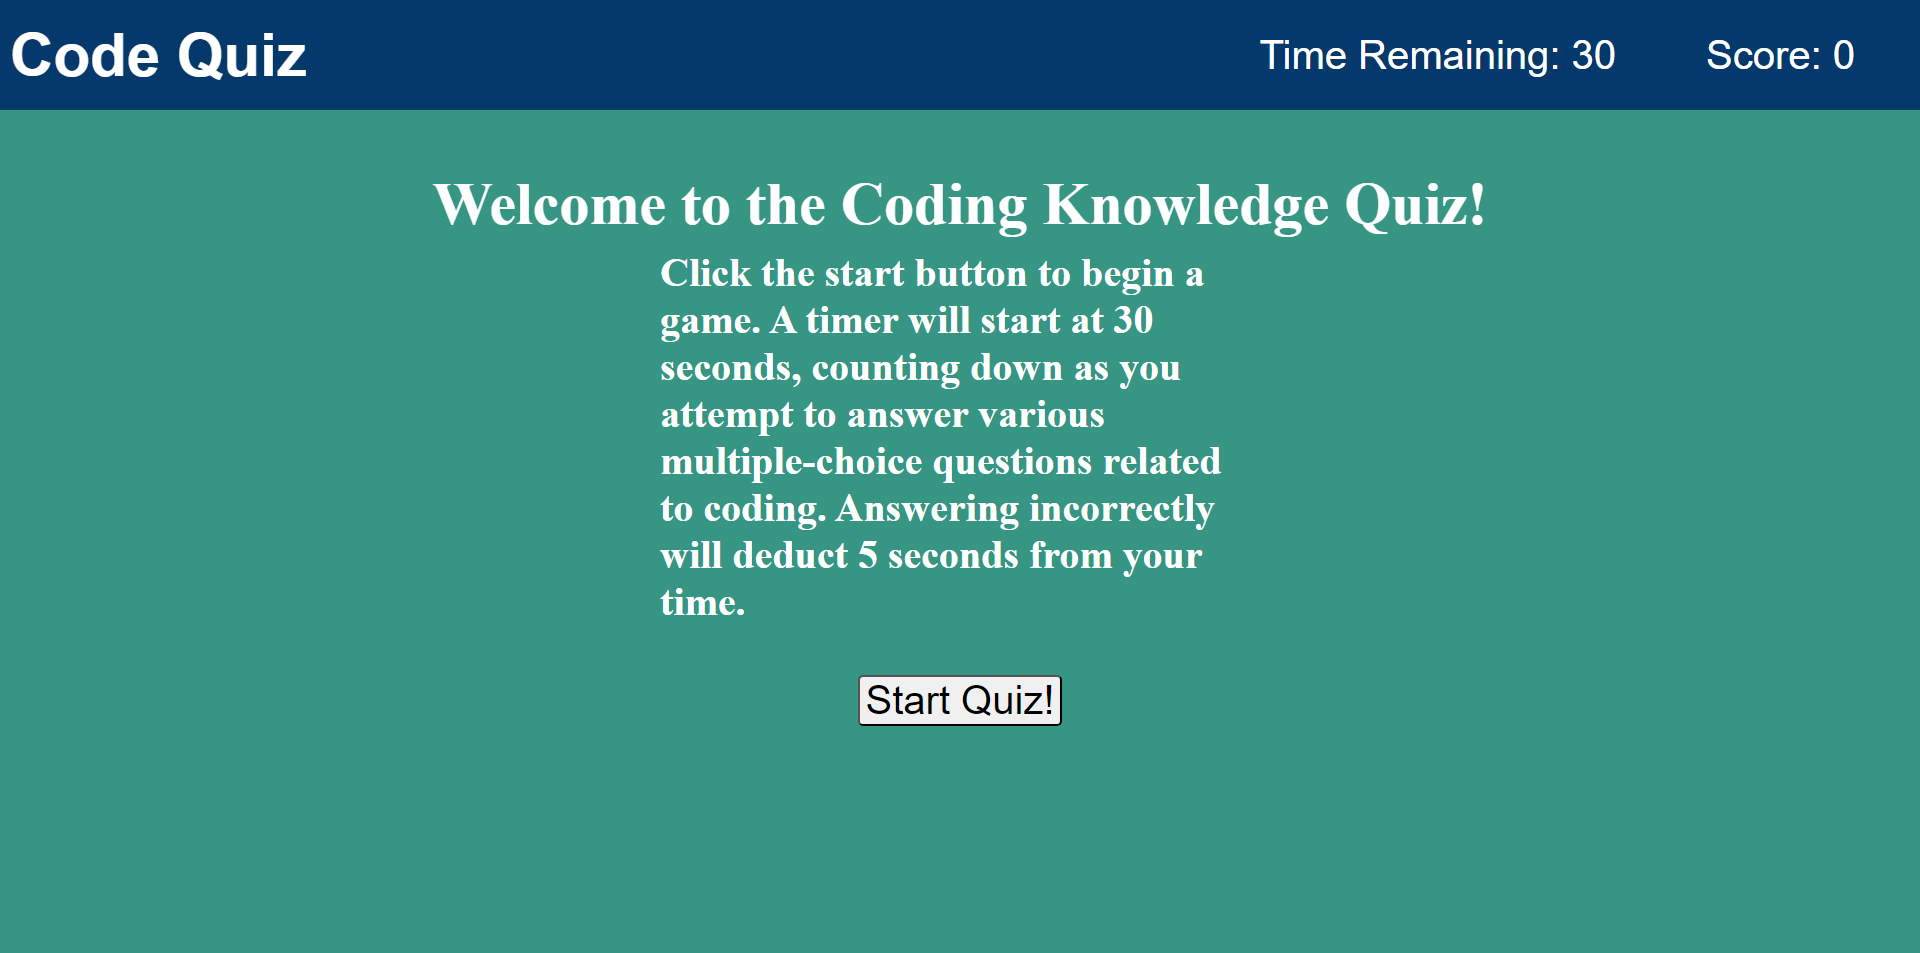 Code Quiz
Time Remaining: 30
Score: 0
Welcome to the Coding Knowledge Quiz!
Click the start button to begin a
game. A timer will start at 30
seconds, counting down as you
attempt to answer various
multiple-choice questions related
to coding. Answering incorrectly
will deduct 5 seconds from your
time.
Start Quiz!